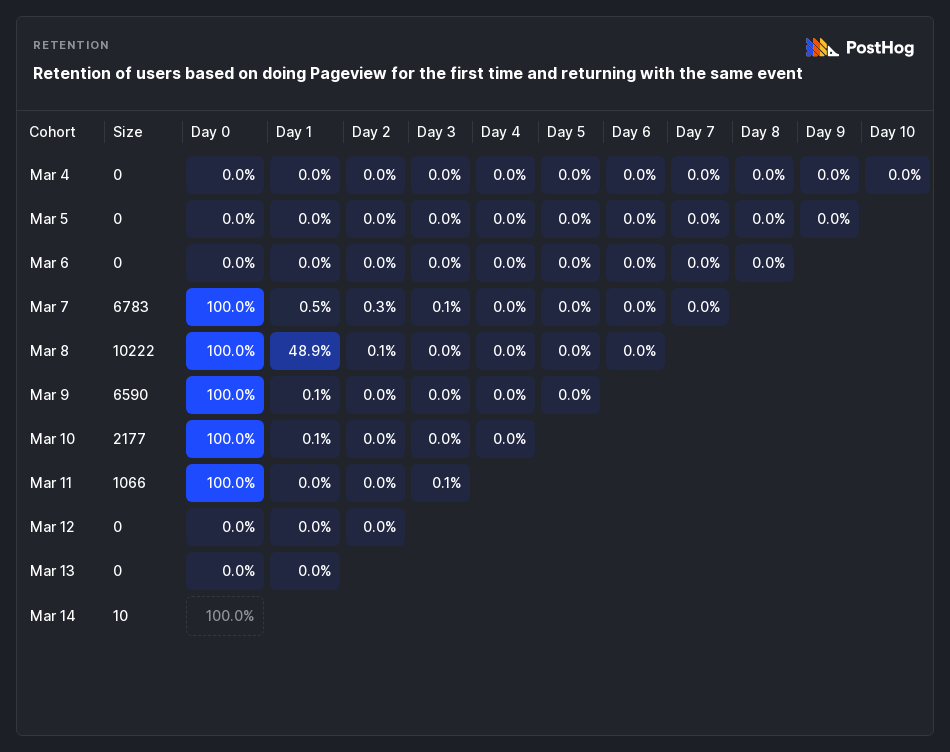 RETENTION
PostHog
Retention of users based on doing Pageview for the first time and returning with the same event
Cohort Size Day 0 Day 1 Day 2 Day 3 Day 4 Day 5 Day 6 Day 7 Day 8 Day 9 Day 10
Mar 4 0 0.0% 0.0% 0.0% 0.0% 0.0% 0.0% 0.0% 0.0% 0.0% 0.0% 0.0%
Mar 5 0 0.0% 0.0% 0.0% 0.0% 0.0% 0.0% 0.0% 0.0% 0.0% 0.0%
Mar 6 0 0.0% 0.0% 0.0% 0.0% 0.0% 0.0% 0.0% 0.0% 0.0%
Mar 7 6783 100.0% 0.5% 0.3% 0.1% 0.0% 0.0% 0.0% 0.0%
Mar 8 10222 100.0% 48.9% 0.1% 0.0% 0.0% 0.0% 0.0%
Mar 9 6590 100.0% 0.1% 0.0% 0.0% 0.0% 0.0%
Mar 10 2177 100.0% 0.1% 0.0% 0.0% 0.0%
Mar 11 1066 100.0% 0.0% 0.0% 0.1%
Mar 12 0 0.0% 0.0% 0.0%
Mar 13 0 0.0% 0.0%
Mar 14 10 100.0%